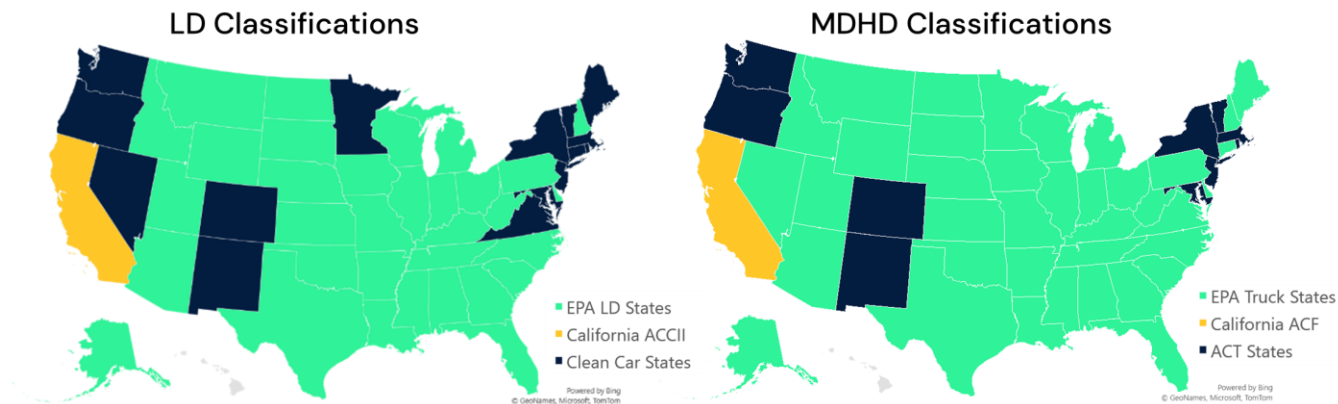 LD Classifications
EPA LD States
California ACCII
Clean Car States
Powered by Bing
© GeoNames, Microsoft, TomTom
MDHD Classifications
EPA Truck States
California ACF
ACT States
Powered by Bing
© GeoNames, Microsoft, TomTom